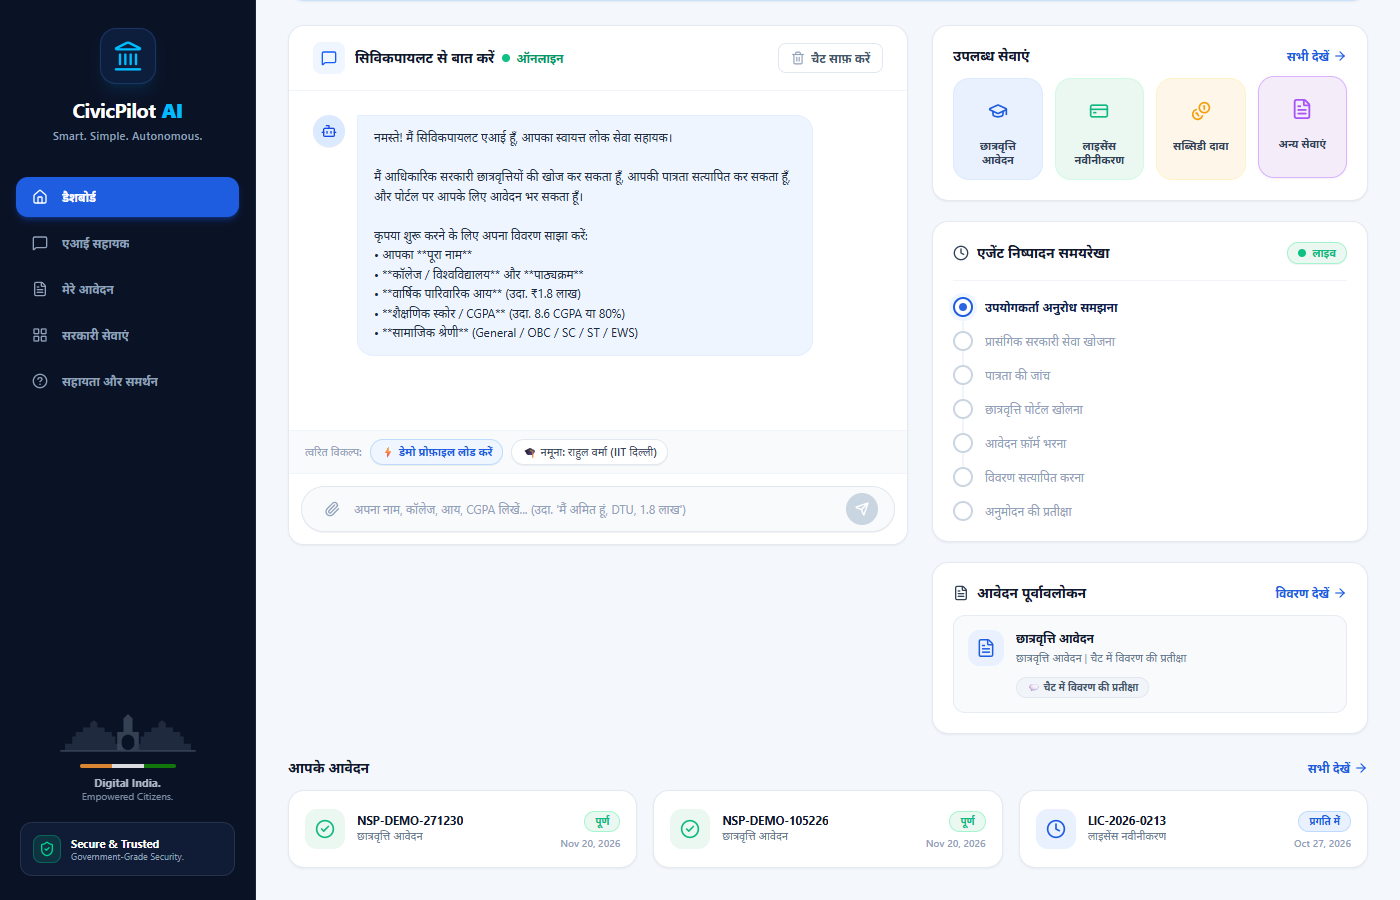 CivicPilot AI
Smart. Simple. Autonomous.
डैशबोर्ड
एआई सहायक
मेरे आवेदन
सरकारी सेवाएं
सहायता और समर्थन
Digital India.
Empowered Citizens.
Secure & Trusted
Government-Grade Security.
सिविकपायलट से बात करें
ऑनलाइन
चैट साफ़ करें
नमस्ते! मैं सिविकपायलट एआई हूँ, आपका स्वायत्त लोक सेवा सहायक।
मैं आधिकारिक सरकारी छात्रवृत्तियों की खोज कर सकता हूँ, आपकी पात्रता सत्यापित कर सकता हूँ,
और पोर्टल पर आपके लिए आवेदन भर सकता हूँ।
कृपया शुरू करने के लिए अपना विवरण साझा करें:
• आपका **पूरा नाम**
• **कॉलेज / विश्वविद्यालय** और **पाठ्यक्रम**
• **वार्षिक पारिवारिक आय** (उदा. ₹1.8 लाख)
• **शैक्षणिक स्कोर / CGPA** (उदा. 8.6 CGPA या 80%)
• **सामाजिक श्रेणी** (General / OBC / SC / ST / EWS)
त्वरित विकल्प:
डेमो प्रोफ़ाइल लोड करें
नमूना: राहुल वर्मा (IIT दिल्ली)
अपना नाम, कॉलेज, आय, CGPA लिखें... (उदा. 'मैं अमित हूं, DTU, 1.8 लाख')
उपलब्ध सेवाएं
सभी देखें →
छात्रवृत्ति
आवेदन
लाइसेंस
नवीनीकरण
सब्सिडी दावा
अन्य सेवाएं
एजेंट निष्पादन समयरेखा
लाइव
उपयोगकर्ता अनुरोध समझना
प्रासंगिक सरकारी सेवा खोजना
पात्रता की जांच
छात्रवृत्ति पोर्टल खोलना
आवेदन फ़ॉर्म भरना
विवरण सत्यापित करना
अनुमोदन की प्रतीक्षा
आवेदन पूर्वावलोकन
विवरण देखें →
छात्रवृत्ति आवेदन
छात्रवृत्ति आवेदन | चैट में विवरण की प्रतीक्षा
चैट में विवरण की प्रतीक्षा
आपके आवेदन
सभी देखें →
NSP-DEMO-271230
छात्रवृत्ति आवेदन
पूर्ण
Nov 20, 2026
NSP-DEMO-105226
छात्रवृत्ति आवेदन
पूर्ण
Nov 20, 2026
LIC-2026-0213
लाइसेंस नवीनीकरण
प्रगति में
Oct 27, 2026